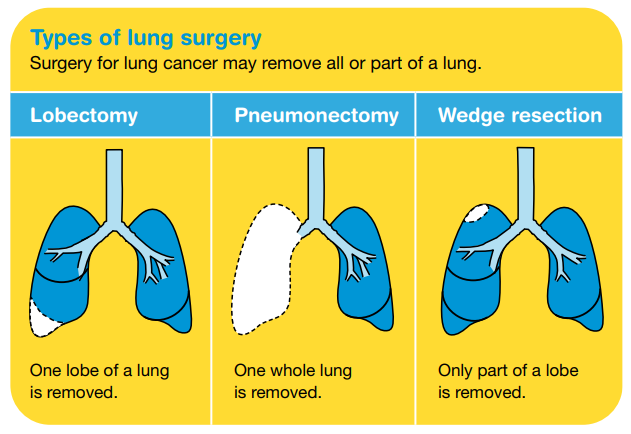 Types of lung surgery
Surgery for lung cancer may remove all or part of a lung.
Lobectomy
Pneumonectomy
Wedge resection
One lobe of a lung
is removed.
One whole lung
is removed.
Only part of a lobe
is removed.